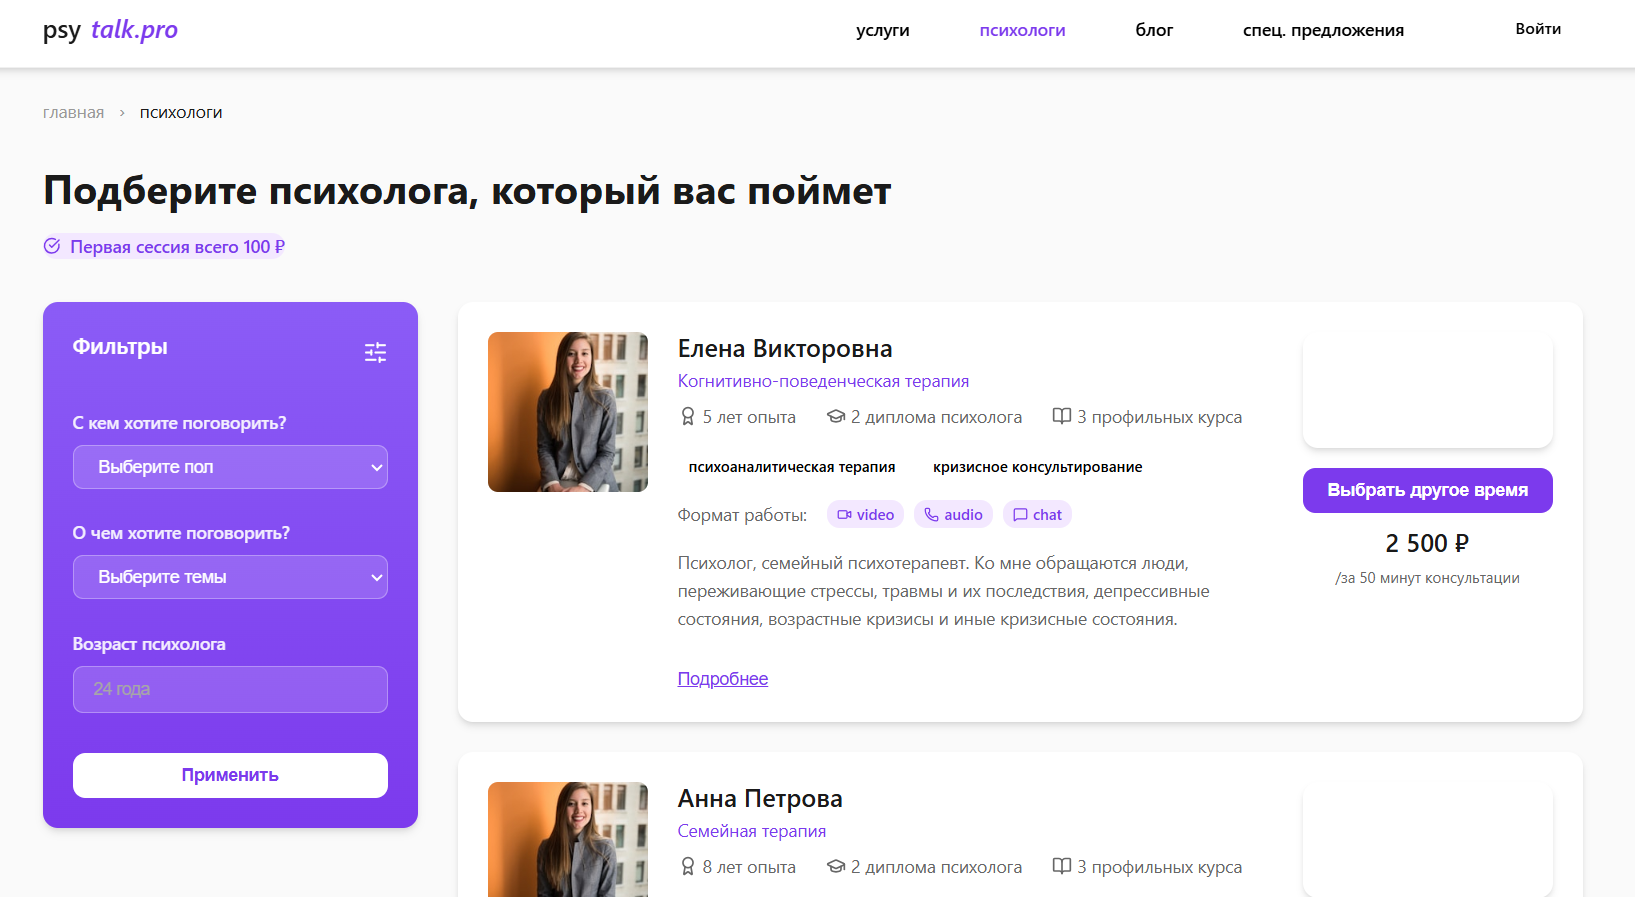 psy talk.pro
услуги
психологи
блог
спец. предложения
Войти
главная > психологи
Подберите психолога, который вас поймет
Первая сессия всего 100 ₽
Фильтры
С кем хотите поговорить?
Выберите пол
О чем хотите поговорить?
Выберите темы
Возраст психолога
24 года
Применить
Елена Викторовна
Когнитивно-поведенческая терапия
5 лет опыта
2 диплома психолога
3 профильных курса
психоаналитическая терапия
кризисное консультирование
Формат работы:
video
audio
chat
Психолог, семейный психотерапевт. Ко мне обращаются люди,
переживающие стрессы, травмы и их последствия, депрессивные
состояния, возрастные кризисы и иные кризисные состояния.
Подробнее
Выбрать другое время
2 500 ₽
/за 50 минут консультации
Анна Петрова
Семейная терапия
8 лет опыта
2 диплома психолога
3 профильных курса